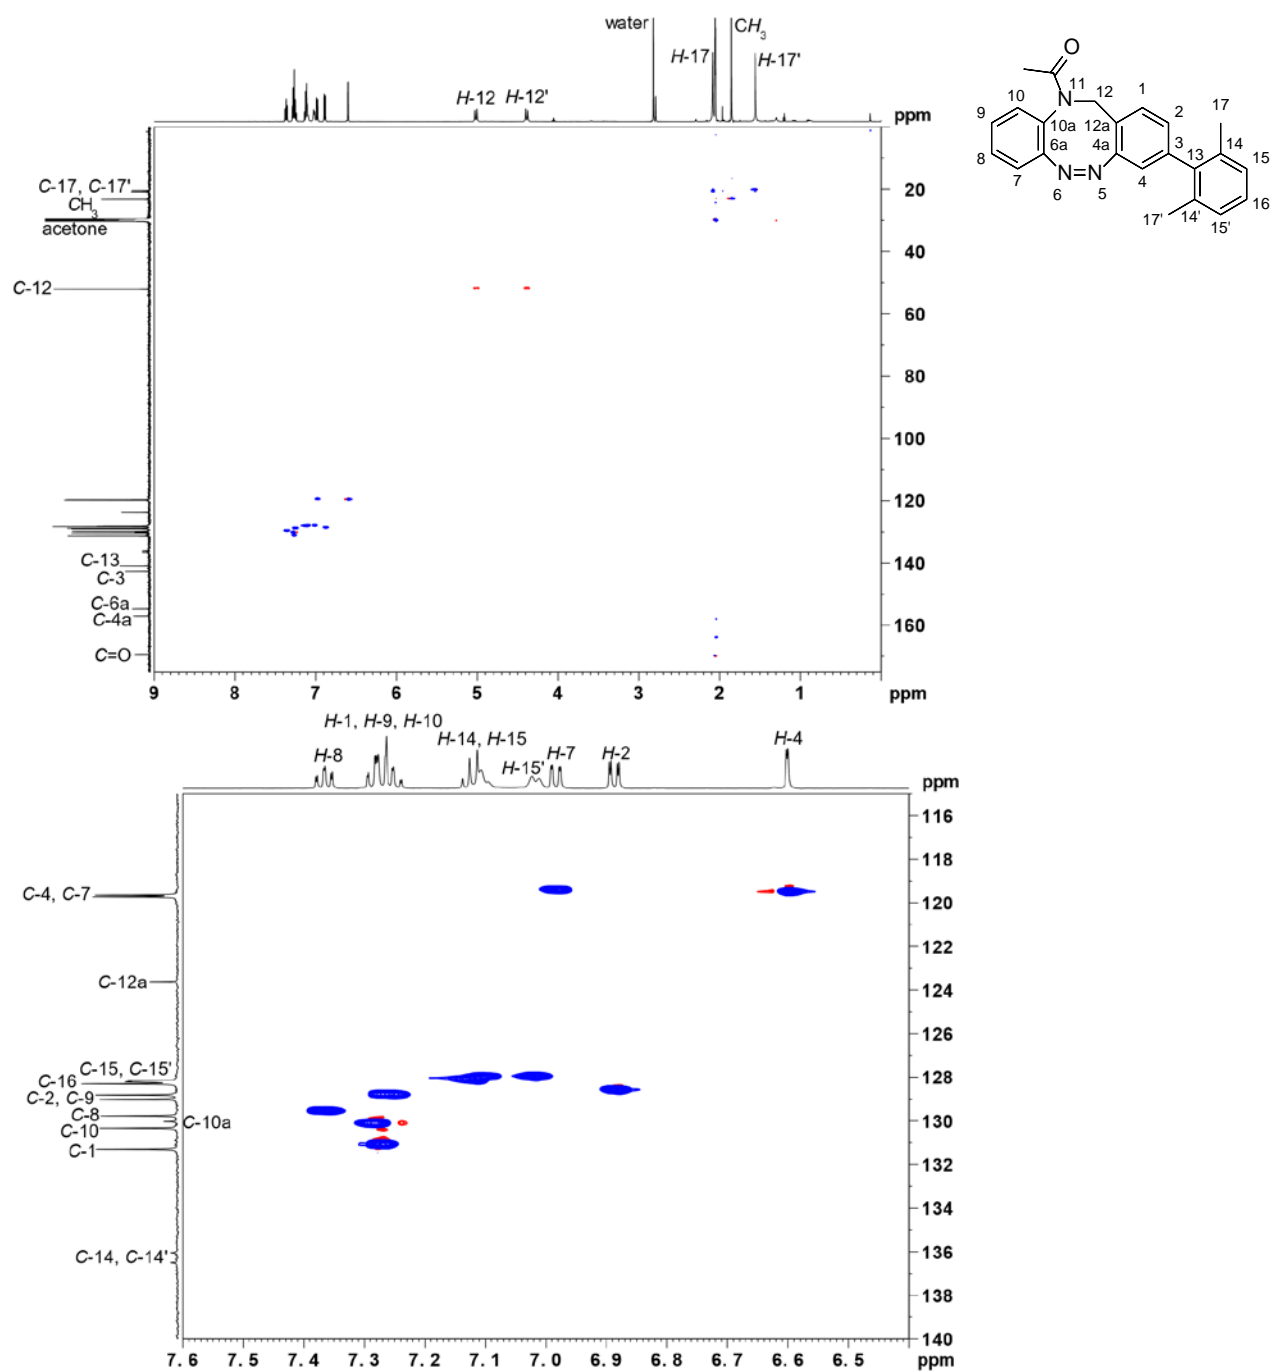 water
CH3
H-17
H-17'
H-12
H-12'
ppm
C-17, C-17'
CH3
acetone
C-12
C-13
C-3
C-6a
C-4a
C=O
20
40
60
80
100
120
140
160
9 8 7 6 5 4 3 2 1 ppm
O
N
11
12
1
2
3
4
4a
5
6
6a
7
8
9
10
10a
12a
13
14
14'
15
15'
16
17
17'
N=N
H-1, H-9, H-10
H-8
H-14, H-15
H-15'
H-7
H-2
H-4
ppm
C-4, C-7
C-12a
C-15, C-15'
C-16
C-2, C-9
C-8
C-10a
C-10
C-1
C-14, C-14'
116
118
120
122
124
126
128
130
132
134
136
138
140
7.6 7.5 7.4 7.3 7.2 7.1 7.0 6.9 6.8 6.7 6.6 6.5 ppm